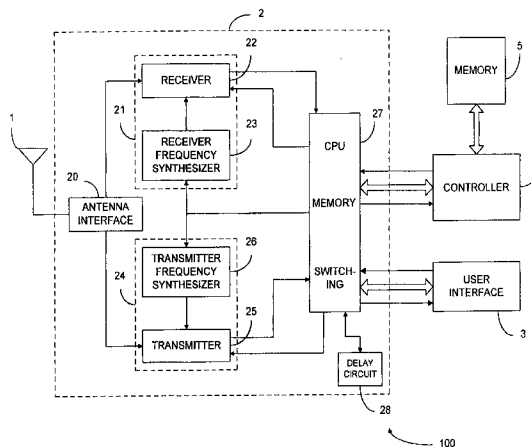 2
22
RECEIVER
5
MEMORY
1
21
23
27
RECEIVER
FREQUENCY
SYNTHESIZER
CPU
20
ANTENNA
INTERFACE
MEMORY
CONTROLLER
26
24
TRANSMITTER
FREQUENCY
SYNTHESIZER
SWITCH-
ING
USER
INTERFACE
25
TRANSMITTER
3
DELAY
CIRCUIT
28
100